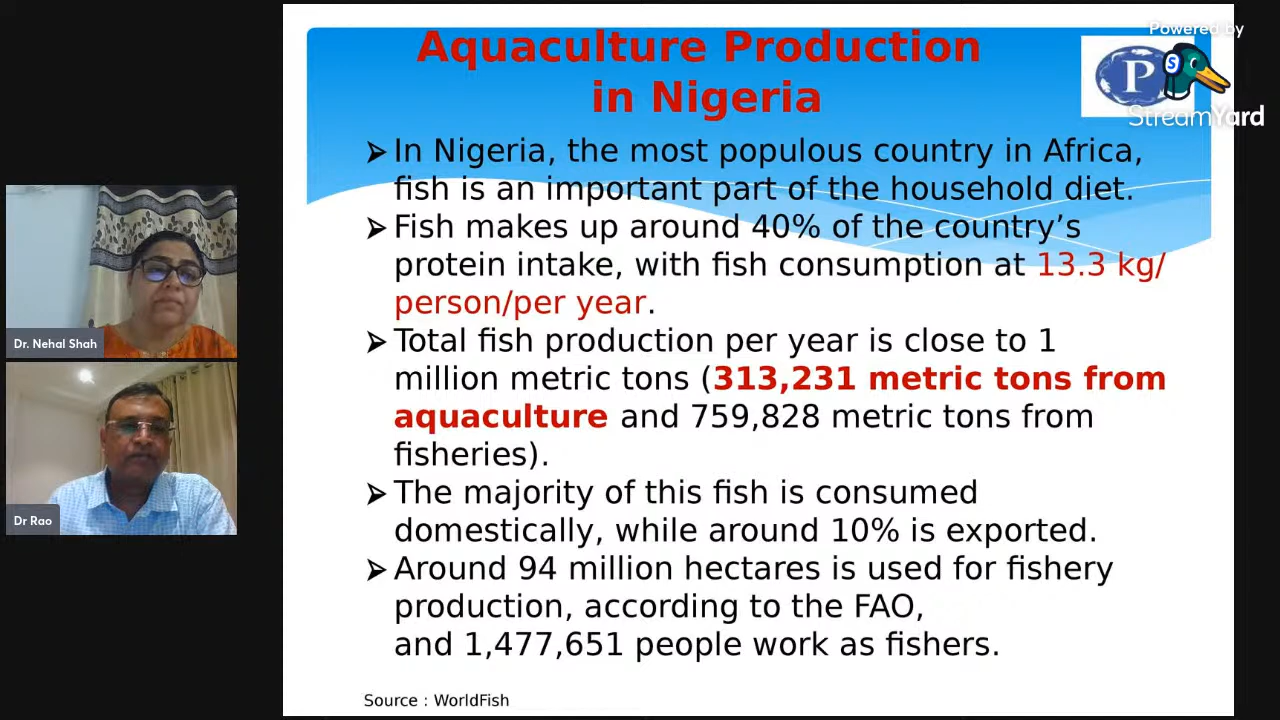 Aquaculture Production
in Nigeria
Powered by
StreamYard
P
S
➢ In Nigeria, the most populous country in Africa,
fish is an important part of the household diet.
➢ Fish makes up around 40% of the country’s
protein intake, with fish consumption at 13.3 kg/
person/per year.
➢ Total fish production per year is close to 1
million metric tons (313,231 metric tons from
aquaculture and 759,828 metric tons from
fisheries).
➢ The majority of this fish is consumed
domestically, while around 10% is exported.
➢ Around 94 million hectares is used for fishery
production, according to the FAO,
and 1,477,651 people work as fishers.
Source : WorldFish
Dr. Nehal Shah
Dr Rao